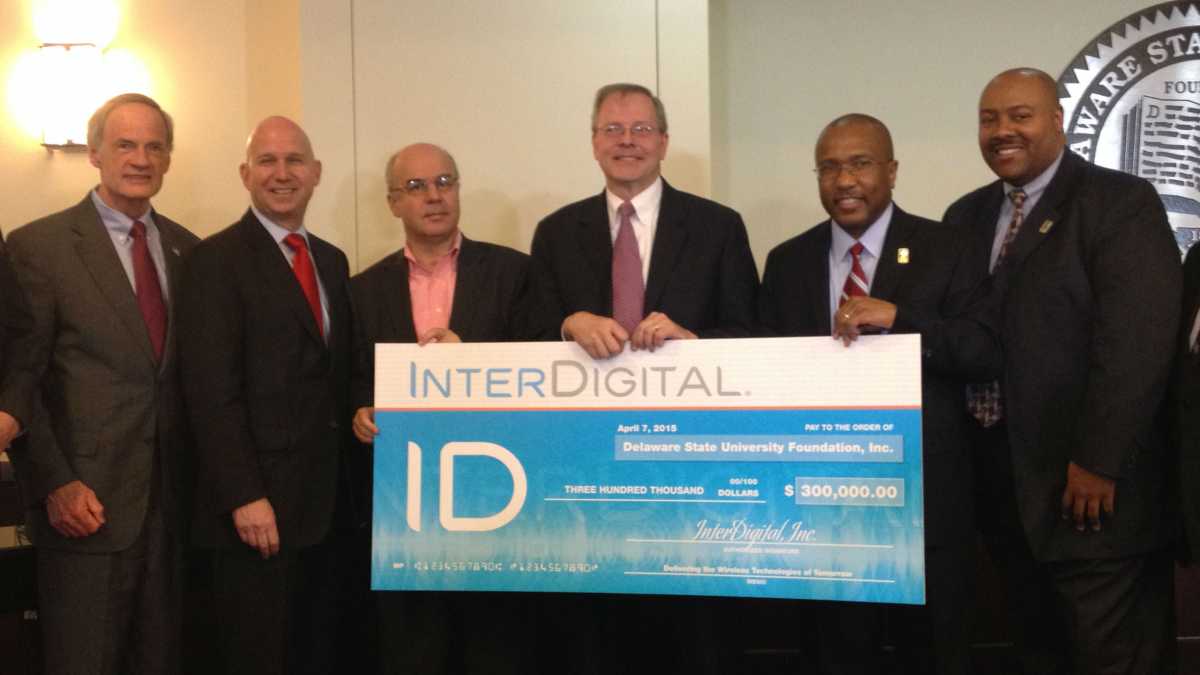 DELAWARE STA
FOU
D
INTERDIGITAL.
ID
April 7, 2015
PAY TO THE ORDER OF
Delaware State University Foundation, Inc.
THREE HUNDRED THOUSAND
00/100
DOLLARS
$ 300,000.00
InterDigital, Inc.
AUTHORIZED SIGNATURE
Delivering the Wireless Technologies of Tomorrow
MEMO
⑆1234567890⑆ ⑈1234567890⑈